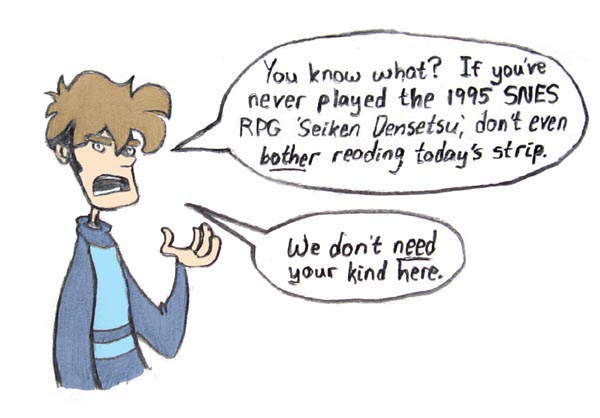 You know what? If you've
never played the 1995 SNES
RPG 'Seiken Densetsu', don't even
bother reading today's strip.
We don't need
your kind here.